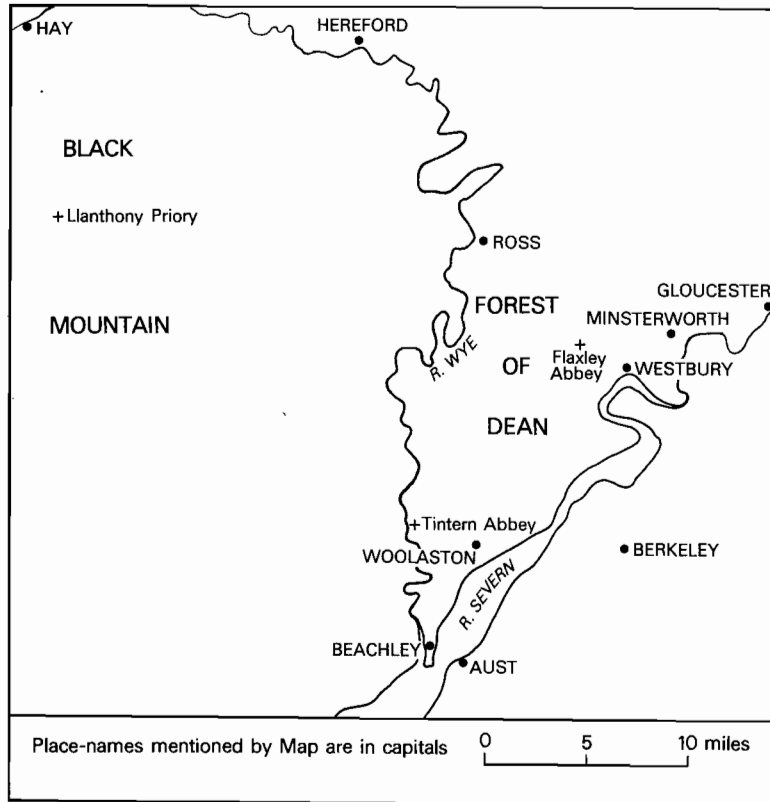 HAY
HEREFORD
BLACK
+Llanthony Priory
ROSS
GLOUCESTER
FOREST
MINSTERWORTH
MOUNTAIN
+
Flaxley
Abbey
R. WYE
OF
WESTBURY
DEAN
+Tintern Abbey
WOOLASTON
BERKELEY
R. SEVERN
BEACHLEY
AUST
Place-names mentioned by Map are in capitals
0 5 10 miles